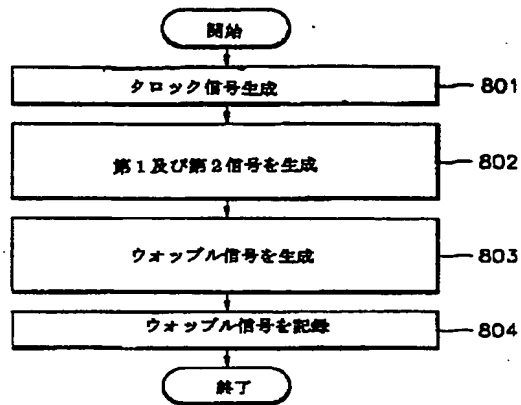 開始
クロック信号生成
801
第1及び第2信号を生成
802
ウォッブル信号を生成
803
ウォッブル信号を記録
804
終了